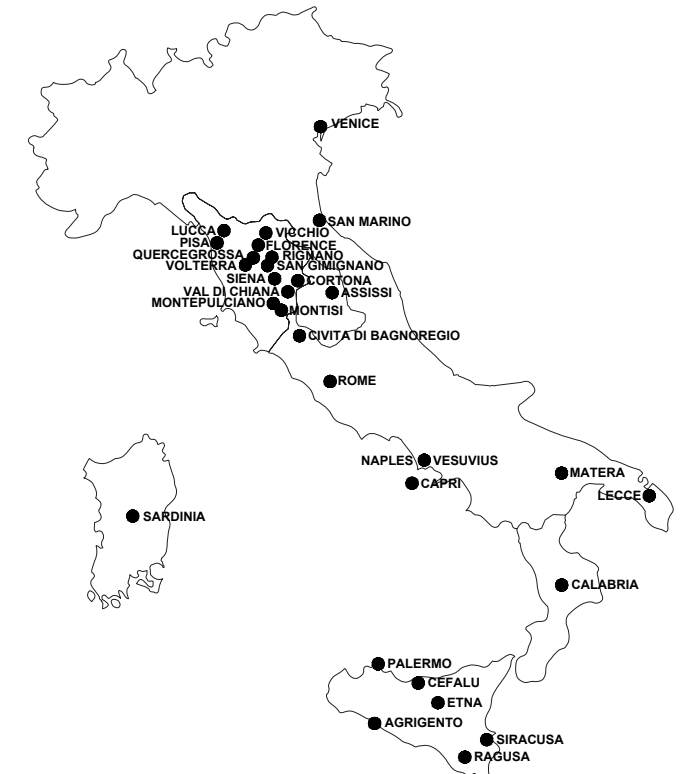 VENICE
SAN MARINO
LUCCA
VICCHIO
PISA
FLORENCE
QUERCEGROSSA
RIGNANO
VOLTERRA
SAN GIMIGNANO
SIENA
CORTONA
VAL DI CHIANA
ASSISSI
MONTEPULCIANO
MONTISI
CIVITA DI BAGNOREGIO
ROME
NAPLES
VESUVIUS
MATERA
CAPRI
LECCE
SARDINIA
CALABRIA
PALERMO
CEFALU
ETNA
AGRIGENTO
SIRACUSA
RAGUSA